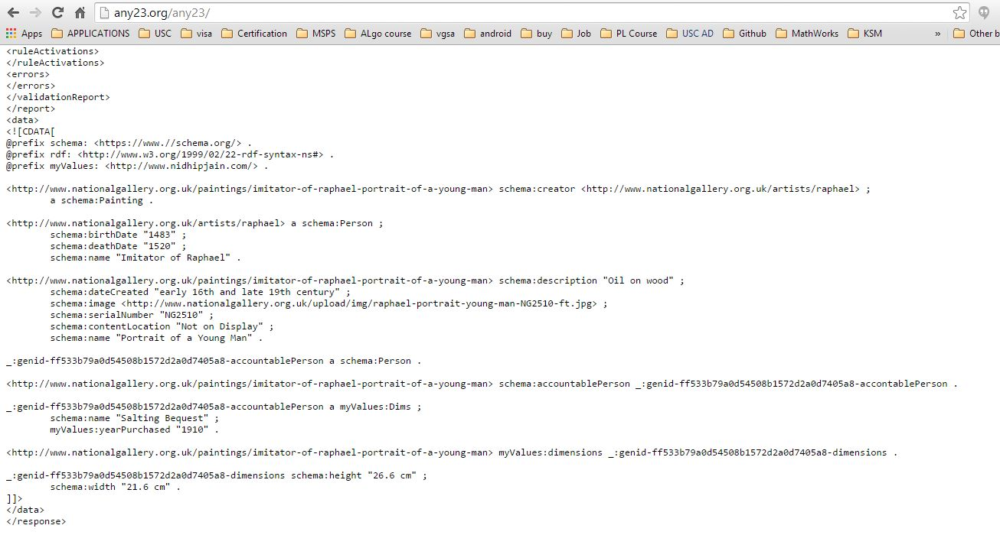 any23.org/any23/
Apps APPLICATIONS USC visa Certification MSPS ALgo course vgsa android buy Job PL Course USC AD Github MathWorks KSM » Other b
<ruleActivations>
</ruleActivations>
<errors>
</errors>
</validationReport>
</report>
<data>
<![CDATA[
@prefix schema: <https://www.//schema.org/> .
@prefix rdf: <http://www.w3.org/1999/02/22-rdf-syntax-ns#> .
@prefix myValues: <http://www.nidhipjain.com/> .
<http://www.nationalgallery.org.uk/paintings/imitator-of-raphael-portrait-of-a-young-man> schema:creator <http://www.nationalgallery.org.uk/artists/raphael> ;
a schema:Painting .
<http://www.nationalgallery.org.uk/artists/raphael> a schema:Person ;
schema:birthDate "1483" ;
schema:deathDate "1520" ;
schema:name "Imitator of Raphael" .
<http://www.nationalgallery.org.uk/paintings/imitator-of-raphael-portrait-of-a-young-man> schema:description "Oil on wood" ;
schema:dateCreated "early 16th and late 19th century" ;
schema:image <http://www.nationalgallery.org.uk/upload/img/raphael-portrait-young-man-NG2510-ft.jpg> ;
schema:serialNumber "NG2510" ;
schema:contentLocation "Not on Display" ;
schema:name "Portrait of a Young Man" .
_:genid-ff533b79a0d54508b1572d2a0d7405a8-accountablePerson a schema:Person .
<http://www.nationalgallery.org.uk/paintings/imitator-of-raphael-portrait-of-a-young-man> schema:accountablePerson _:genid-ff533b79a0d54508b1572d2a0d7405a8-accontablePerson .
_:genid-ff533b79a0d54508b1572d2a0d7405a8-accountablePerson a myValues:Dims ;
schema:name "Salting Bequest" ;
myValues:yearPurchased "1910" .
<http://www.nationalgallery.org.uk/paintings/imitator-of-raphael-portrait-of-a-young-man> myValues:dimensions _:genid-ff533b79a0d54508b1572d2a0d7405a8-dimensions .
_:genid-ff533b79a0d54508b1572d2a0d7405a8-dimensions schema:height "26.6 cm" ;
schema:width "21.6 cm" .
]]>
</data>
</response>